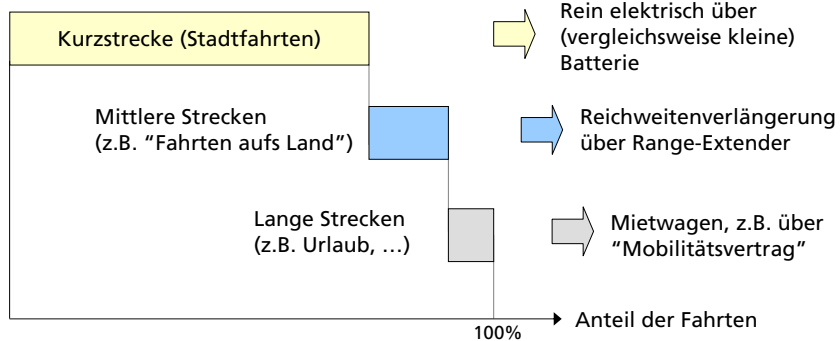 Kurzstrecke (Stadtfahrten)
Rein elektrisch über
(vergleichsweise kleine)
Batterie
Mittlere Strecken
(z.B. “Fahrten aufs Land”)
Reichweitenverlängerung
über Range-Extender
Lange Strecken
(z.B. Urlaub, …)
Mietwagen, z.B. über
“Mobilitätsvertrag”
100%
Anteil der Fahrten